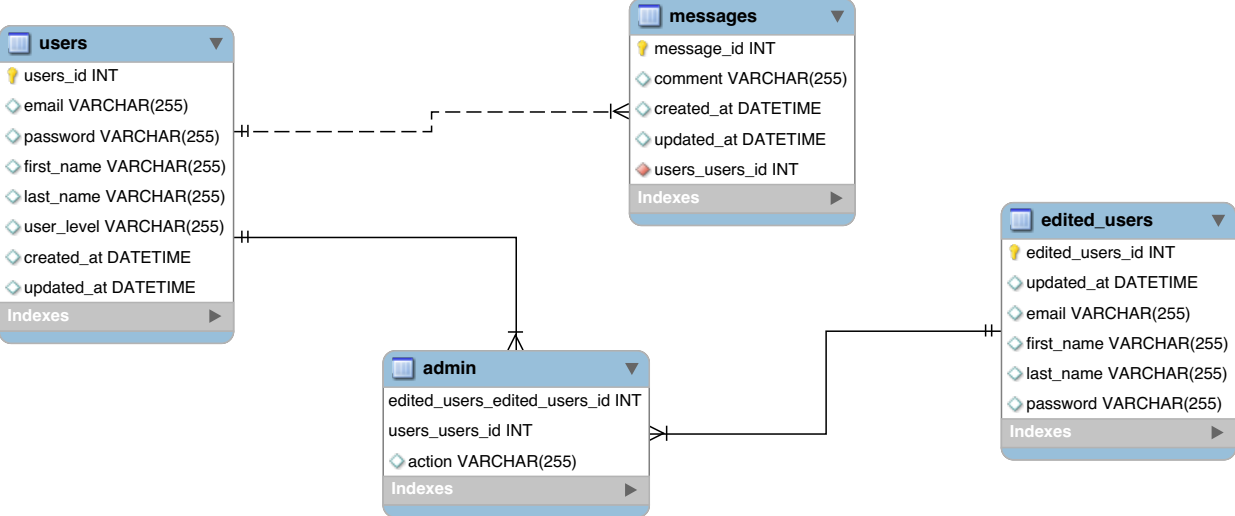 users
users_id INT
email VARCHAR(255)
password VARCHAR(255)
first_name VARCHAR(255)
last_name VARCHAR(255)
user_level VARCHAR(255)
created_at DATETIME
updated_at DATETIME
Indexes
messages
message_id INT
comment VARCHAR(255)
created_at DATETIME
updated_at DATETIME
users_users_id INT
Indexes
admin
edited_users_edited_users_id INT
users_users_id INT
action VARCHAR(255)
Indexes
edited_users
edited_users_id INT
updated_at DATETIME
email VARCHAR(255)
first_name VARCHAR(255)
last_name VARCHAR(255)
password VARCHAR(255)
Indexes